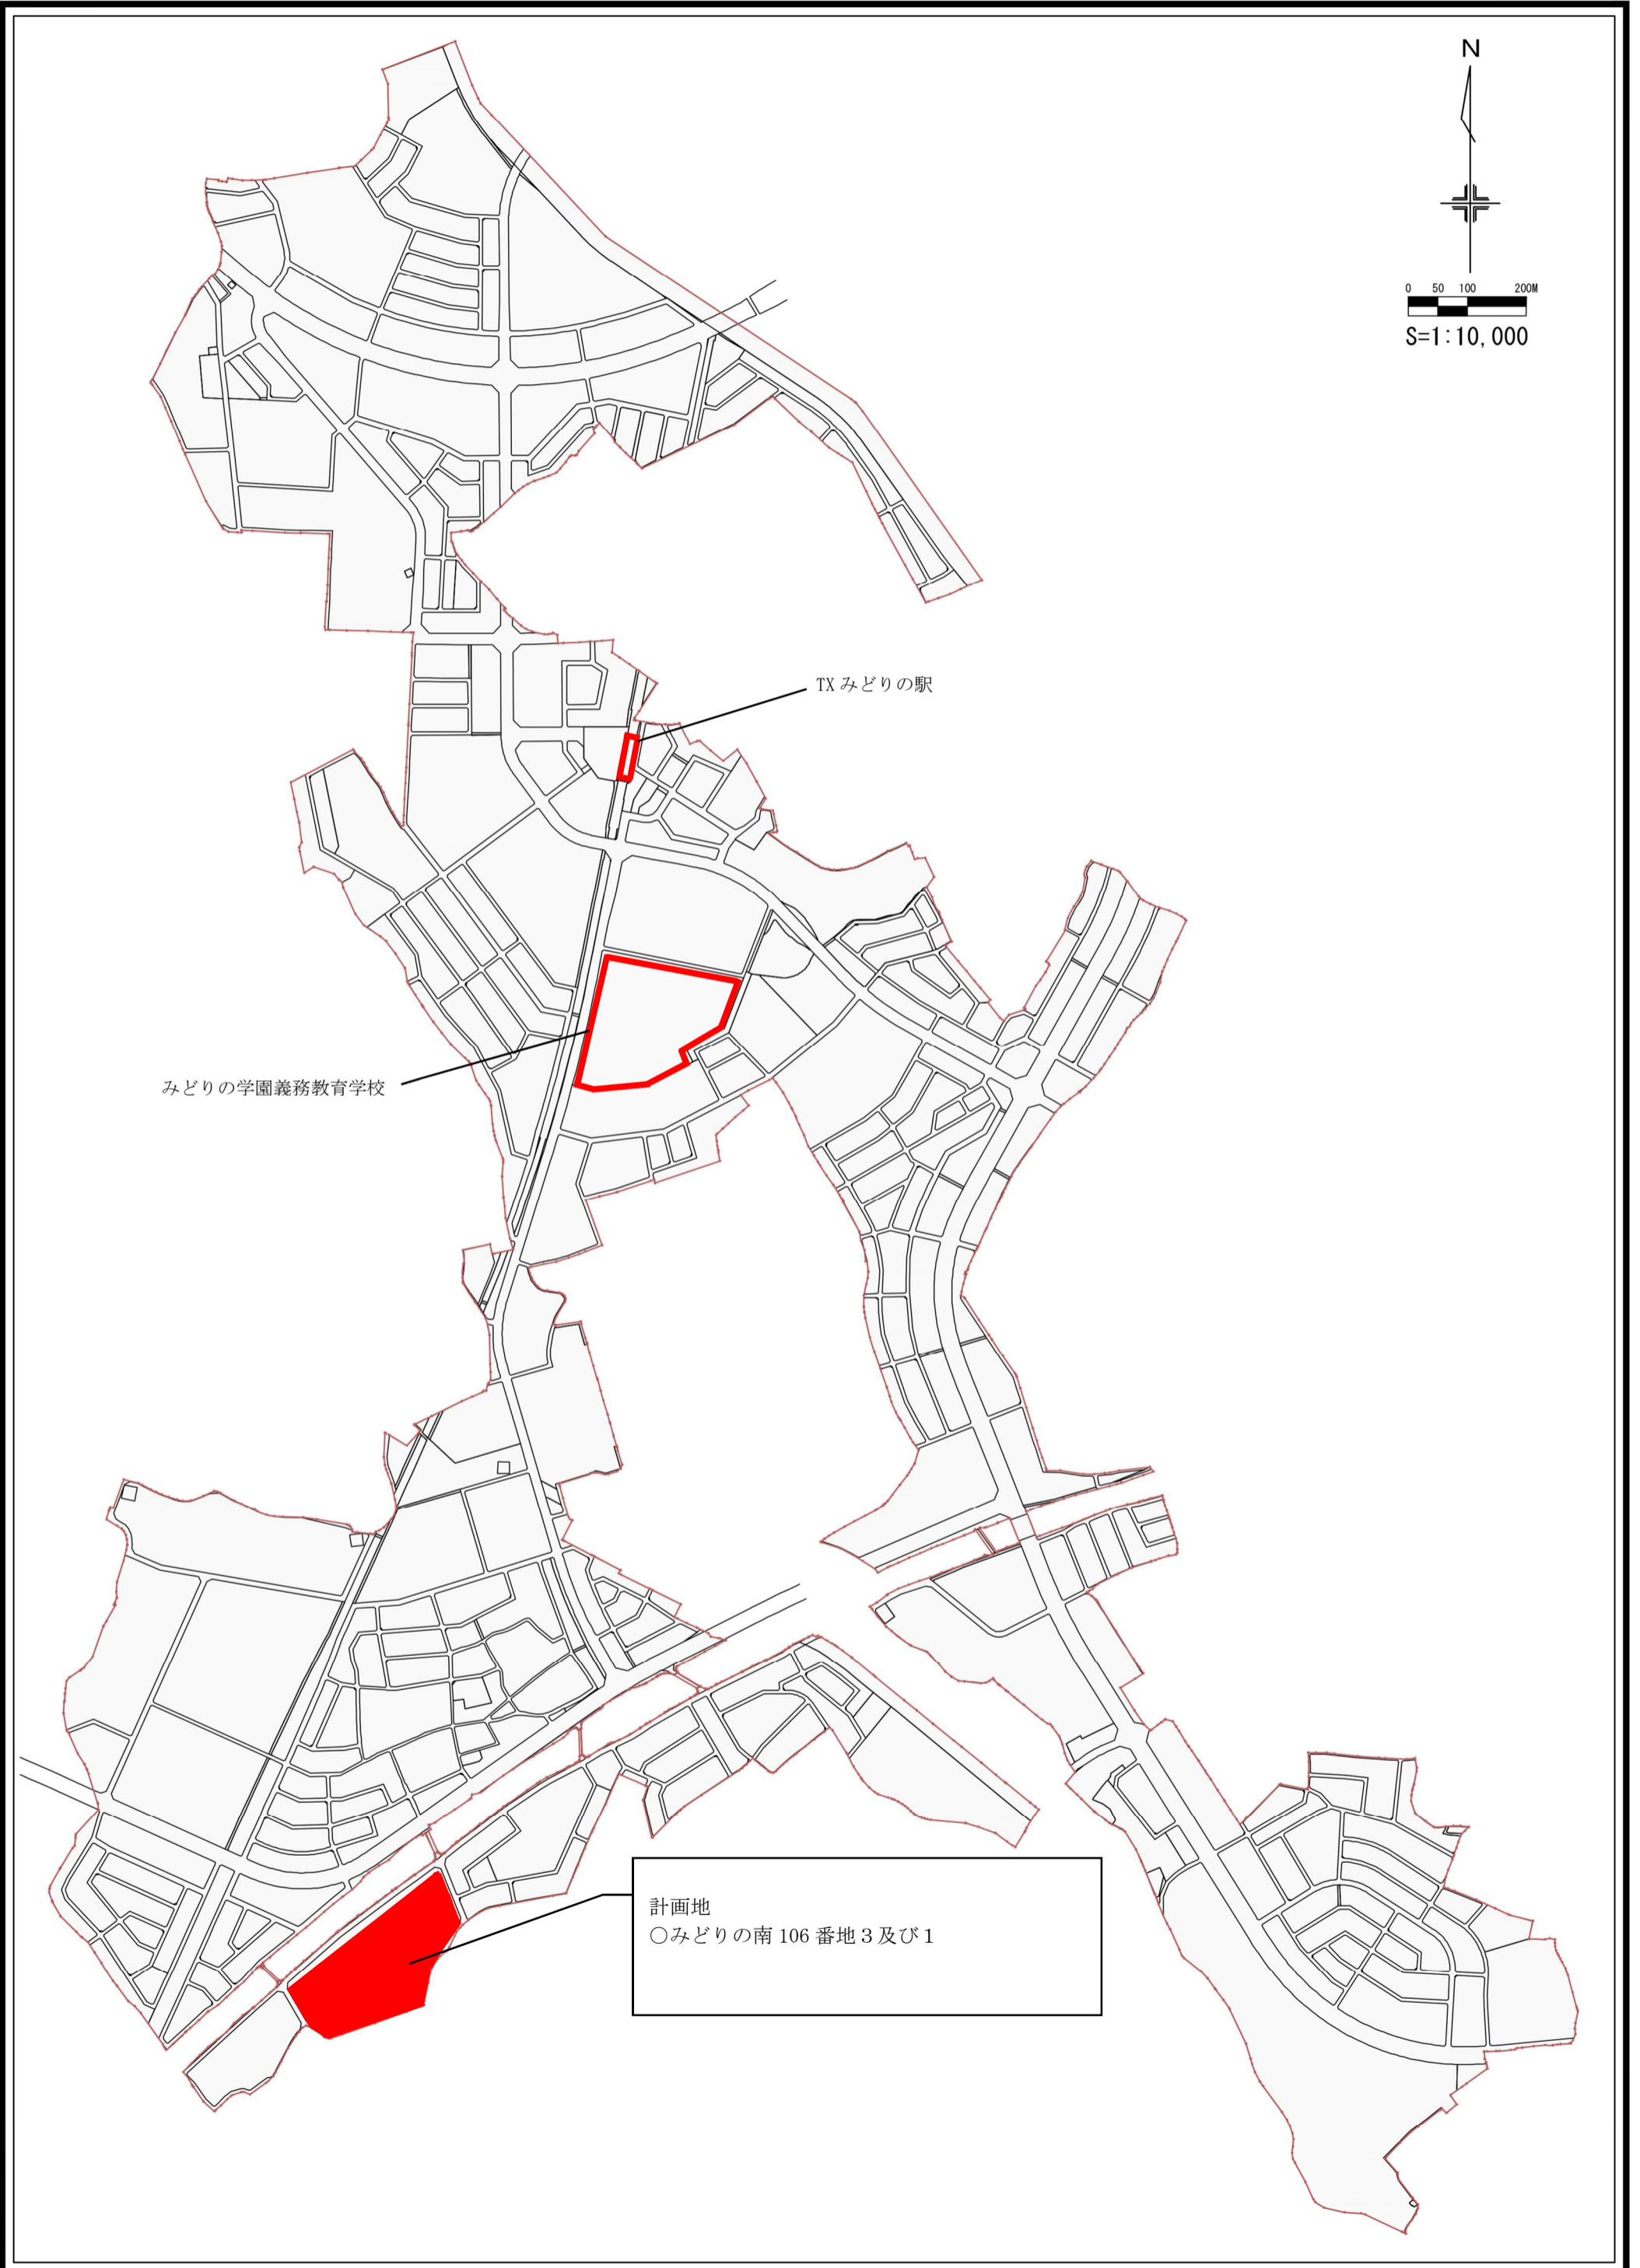 N
0 50 100 200M
S=1:10,000
TX みどりの駅
みどりの学園義務教育学校
計画地
○みどりの南 106 番地３及び１